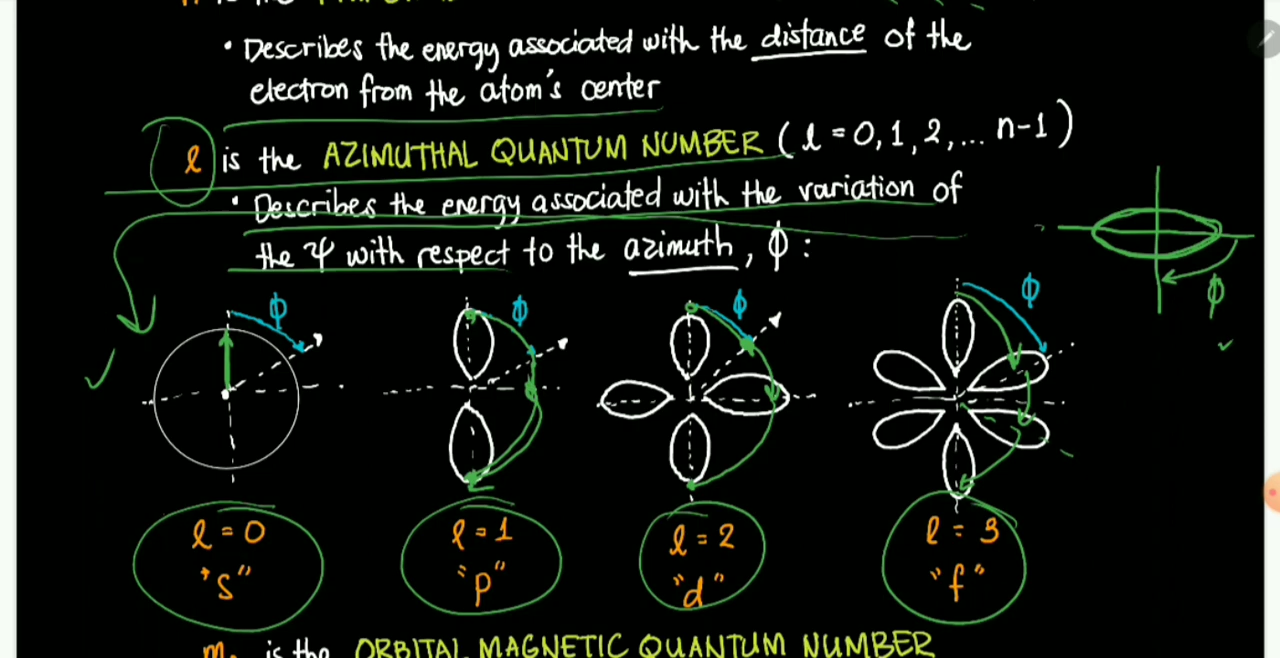 • Describes the energy associated with the distance of the
electron from the atom's center
l is the AZIMUTHAL QUANTUM NUMBER (l = 0, 1, 2, ... n-1)
• Describes the energy associated with the variation of
the ψ with respect to the azimuth, ϕ :
ϕ ϕ ϕ ϕ ϕ
l = 0 l = 1 l = 2 l = 3
"s" "p" "d" "f"
is the ORBITAL MAGNETIC QUANTUM NUMBER